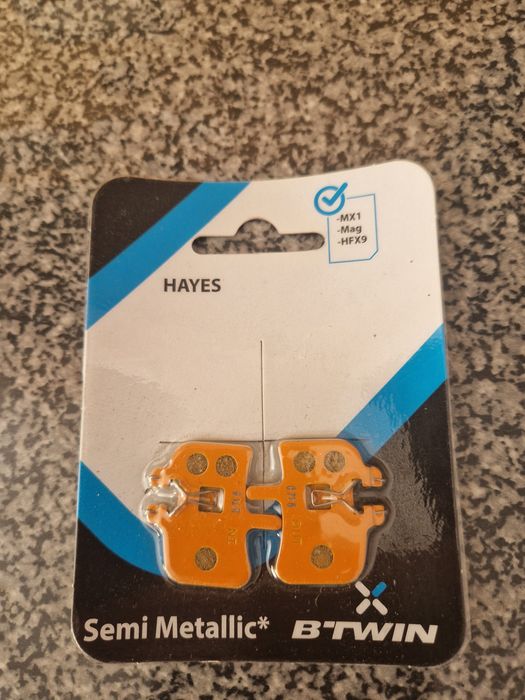 -MX1
-Mag
-HFX9
HAYES
Semi Metallic*
B'TWIN